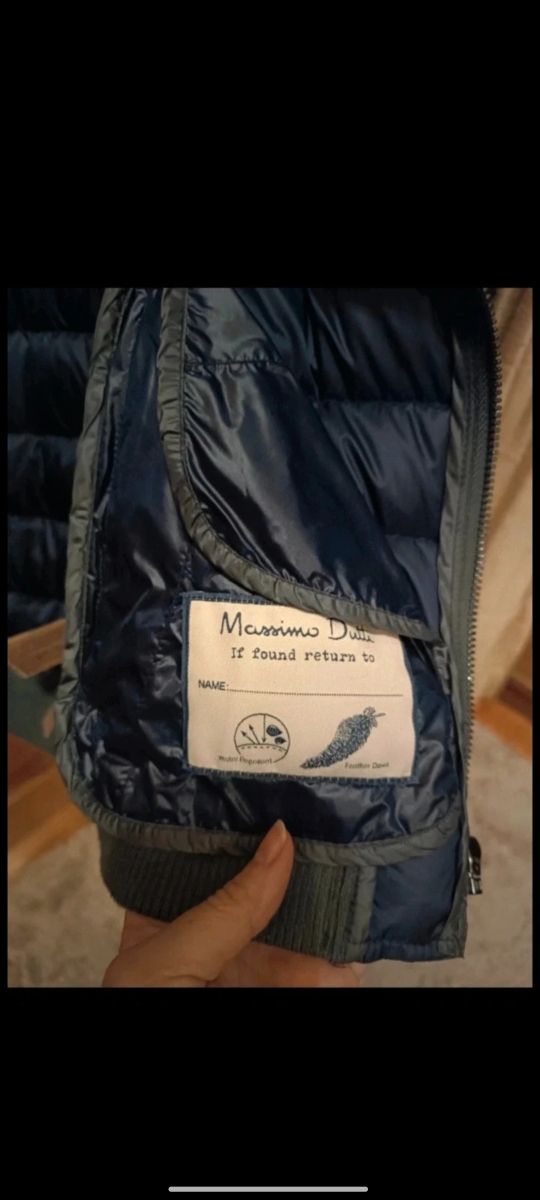 Massimo Dutti
If found return to
NAME:
Water Repellent
Feather Down